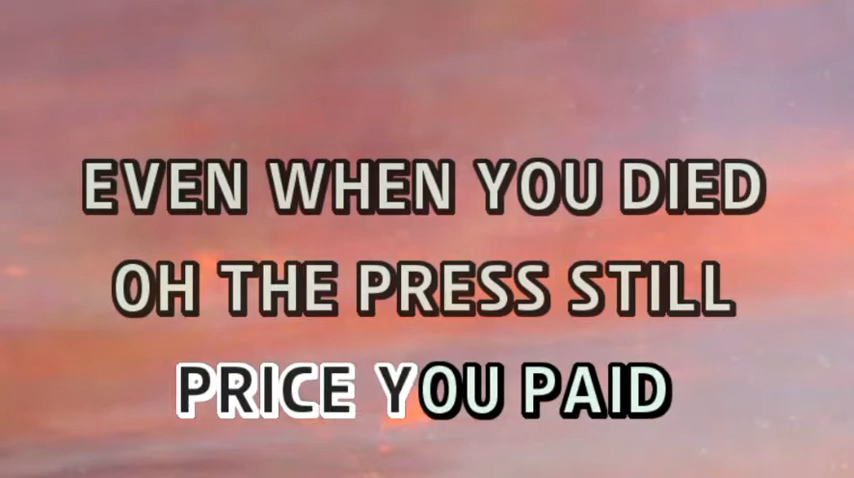 EVEN WHEN YOU DIED
OH THE PRESS STILL
PRICE YOU PAID